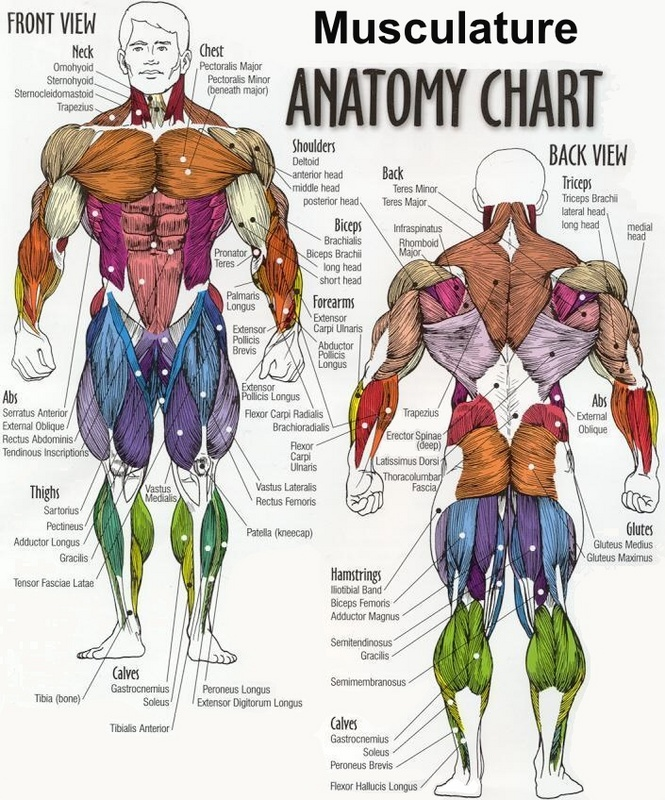 Musculature
ANATOMY CHART
FRONT VIEW
Neck
Omohyoid
Sternohyoid
Sternocleidomastoid
Trapezius
Chest
Pectoralis Major
Pectoralis Minor
(beneath major)
Shoulders
Deltoid
anterior head
middle head
posterior head
Biceps
Brachialis
Biceps Brachii
long head
short head
Pronator
Teres
Palmaris
Longus
Forearms
Extensor
Carpi Ulnaris
Extensor
Pollicis
Brevis
Abductor
Pollicis
Longus
Extensor
Pollicis Longus
Flexor Carpi Radialis
Brachioradialis
Flexor
Carpi
Ulnaris
Abs
Serratus Anterior
External Oblique
Rectus Abdominis
Tendinous Inscriptions
Thighs
Sartorius
Pectineus
Adductor Longus
Gracilis
Tensor Fasciae Latae
Vastus
Medialis
Vastus Lateralis
Rectus Femoris
Patella (kneecap)
Calves
Gastrocnemius
Soleus
Tibia (bone)
Tibialis Anterior
Peroneus Longus
Extensor Digitorum Longus
BACK VIEW
Back
Teres Minor
Teres Major
Infraspinatus
Rhomboid
Major
Triceps
Triceps Brachii
lateral head
long head
medial
head
Trapezius
Erector Spinae
(deep)
Latissimus Dorsi
Thoracolumbar
Fascia
Abs
External
Oblique
Glutes
Gluteus Medius
Gluteus Maximus
Hamstrings
Iliotibial Band
Biceps Femoris
Adductor Magnus
Semitendinosus
Gracilis
Semimembranosus
Calves
Gastrocnemius
Soleus
Peroneus Brevis
Flexor Hallucis Longus